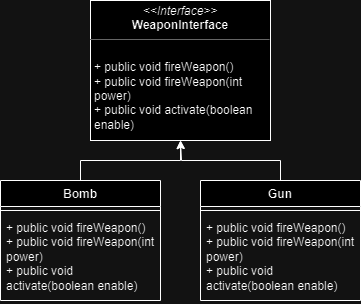 <<Interface>>
WeaponInterface
+ public void fireWeapon()
+ public void fireWeapon(int
power)
+ public void activate(boolean
enable)
Bomb
+ public void fireWeapon()
+ public void fireWeapon(int
power)
+ public void
activate(boolean enable)
Gun
+ public void fireWeapon()
+ public void fireWeapon(int
power)
+ public void
activate(boolean enable)